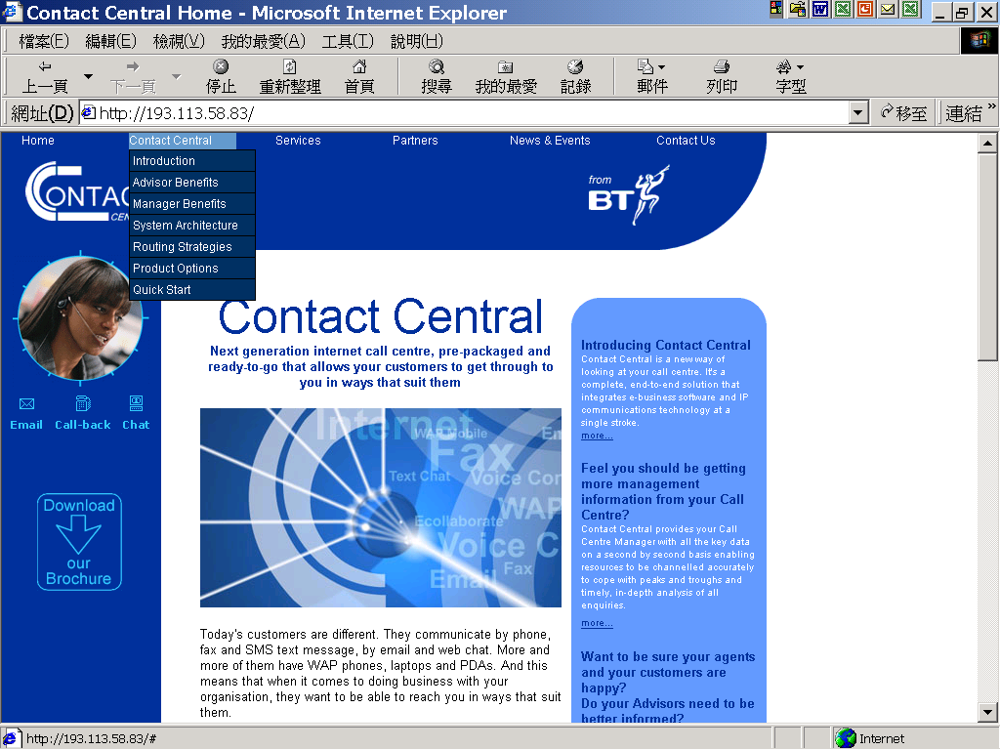 Contact Central Home - Microsoft Internet Explorer
檔案(F) 編輯(E) 檢視(V) 我的最愛(A) 工具(T) 說明(H)
上一頁 下一頁 停止 重新整理 首頁 搜尋 我的最愛 記錄 郵件 列印 字型
網址(D) http://193.113.58.83/ 移至 連結 »
Home Contact Central Services Partners News & Events Contact Us
Introduction
Advisor Benefits
Manager Benefits
System Architecture
Routing Strategies
Product Options
Quick Start
CONTAC
CEN
from
BT
Email Call-back Chat
Download
our
Brochure
Contact Central
Next generation internet call centre, pre-packaged and
ready-to-go that allows your customers to get through to
you in ways that suit them
Internet
WAP Mobile
Em
Fax
Text Chat
Voice Con
WAP
Ecollaborate
Voice C
Fax
Email
Today's customers are different. They communicate by phone,
fax and SMS text message, by email and web chat. More and
more of them have WAP phones, laptops and PDAs. And this
means that when it comes to doing business with your
organisation, they want to be able to reach you in ways that suit
them.
Introducing Contact Central
Contact Central is a new way of
looking at your call centre. It's a
complete, end-to-end solution that
integrates e-business software and IP
communications technology at a
single stroke.
more...
Feel you should be getting
more management
information from your Call
Centre?
Contact Central provides your Call
Centre Manager with all the key data
on a second by second basis enabling
resources to be channelled accurately
to cope with peaks and troughs and
timely, in-depth analysis of all
enquiries.
more...
Want to be sure your agents
and your customers are
happy?
Do your Advisors need to be
better informed?
http://193.113.58.83/# Internet